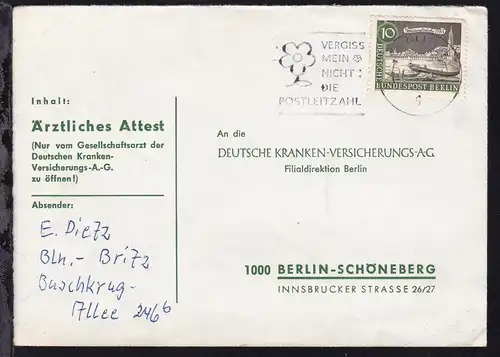 VERGISS
MEIN
NICHT :
DIE
POSTLEITZAHL
10
DEUTSCHE
BUNDESPOST BERLIN
Inhalt:
Ärztliches Attest
(Nur vom Gesellschaftsarzt der
Deutschen Kranken-
Versicherungs-A.-G.
zu öffnen!)
Absender:
E. Dietz
Bln.- Britz
Buschkrug-
Allee 246b
An die
DEUTSCHE KRANKEN-VERSICHERUNGS-A.G.
Filialdirektion Berlin
1000 BERLIN-SCHÖNEBERG
INNSBRUCKER STRASSE 26/27